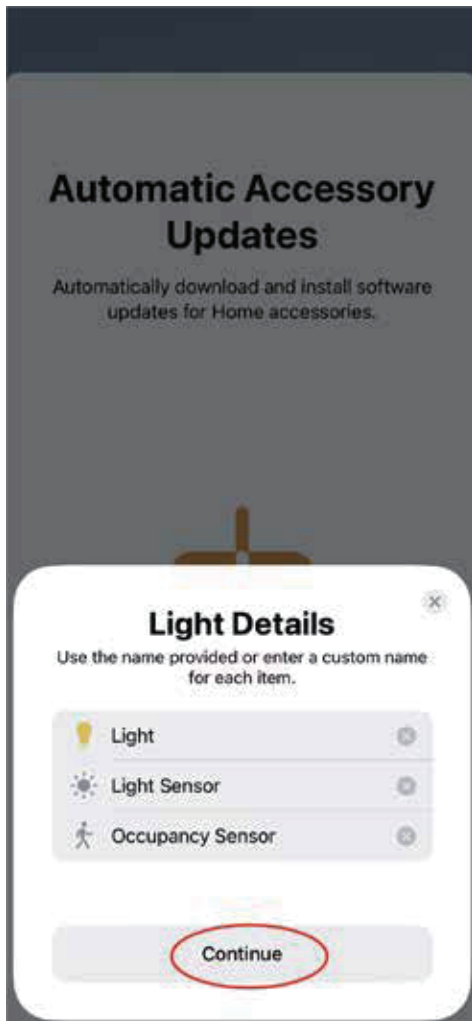 Automatic Accessory
Updates
Automatically download and install software
updates for Home accessories.
Light Details
Use the name provided or enter a custom name
for each item.
Light
Light Sensor
Occupancy Sensor
Continue